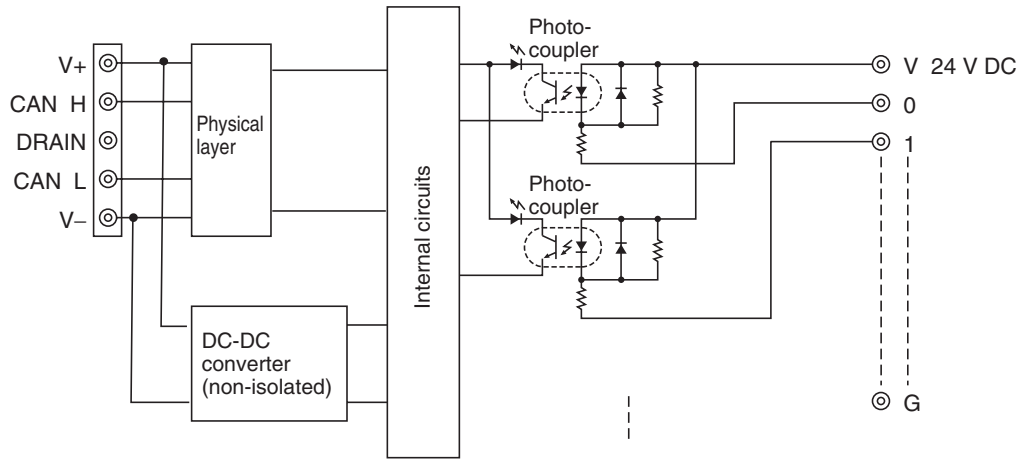 V+
CAN H
DRAIN
CAN L
V–
Physical
layer
DC-DC
converter
(non-isolated)
Internal circuits
Photo-
coupler
Photo-
coupler
V 24 V DC
0
1
G